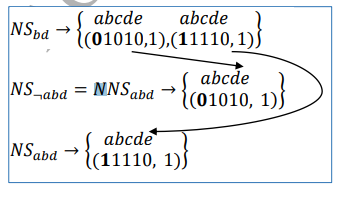 abcde abcde
NS_bd → {(01010,1),(11110,1)}
abcde
NS_¬abd = NNS_abd → {(01010, 1)}
abcde
NS_abd → {(11110, 1)}